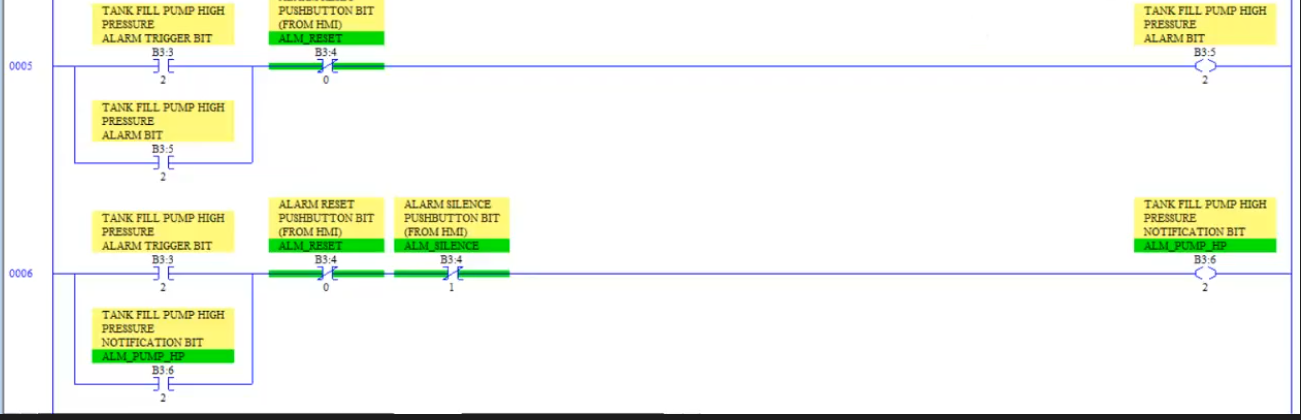 TANK FILL PUMP HIGH
PRESSURE
ALARM TRIGGER BIT
B3:3
2
PUSHBUTTON BIT
(FROM HMI)
ALM_RESET
B3:4
0
TANK FILL PUMP HIGH
PRESSURE
ALARM BIT
B3:5
2
0005
TANK FILL PUMP HIGH
PRESSURE
ALARM BIT
B3:5
2
TANK FILL PUMP HIGH
PRESSURE
ALARM TRIGGER BIT
B3:3
2
ALARM RESET
PUSHBUTTON BIT
(FROM HMI)
ALM_RESET
B3:4
0
ALARM SILENCE
PUSHBUTTON BIT
(FROM HMI)
ALM_SILENCE
B3:4
1
TANK FILL PUMP HIGH
PRESSURE
NOTIFICATION BIT
ALM_PUMP_HP
B3:6
2
0006
TANK FILL PUMP HIGH
PRESSURE
NOTIFICATION BIT
ALM_PUMP_HP
B3:6
2